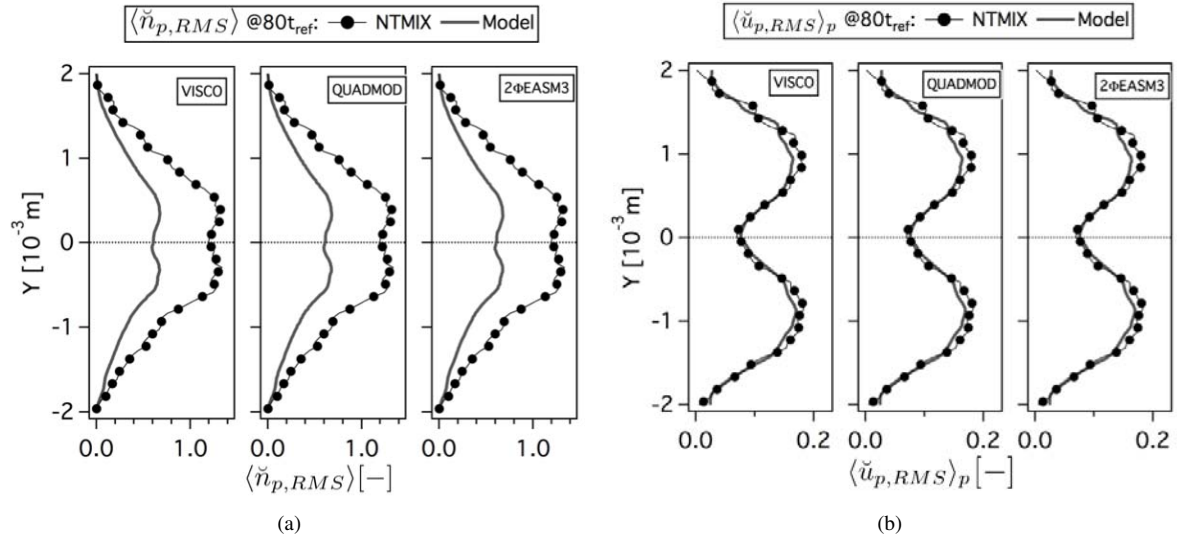 ⟨n̆p,RMS⟩ @80tref: NTMIX Model
2
1
0
-1
-2
Y [10⁻³m]
VISCO
QUADMOD
2ΦEASM3
0.0 1.0 0.0 1.0 0.0 1.0
⟨n̆p,RMS⟩[−]
(a)
⟨ŭp,RMS⟩p @80tref: NTMIX Model
2
1
0
-1
-2
Y [10⁻³m]
VISCO
QUADMOD
2ΦEASM3
0.0 0.2 0.0 0.2 0.0 0.2
⟨ŭp,RMS⟩p[−]
(b)